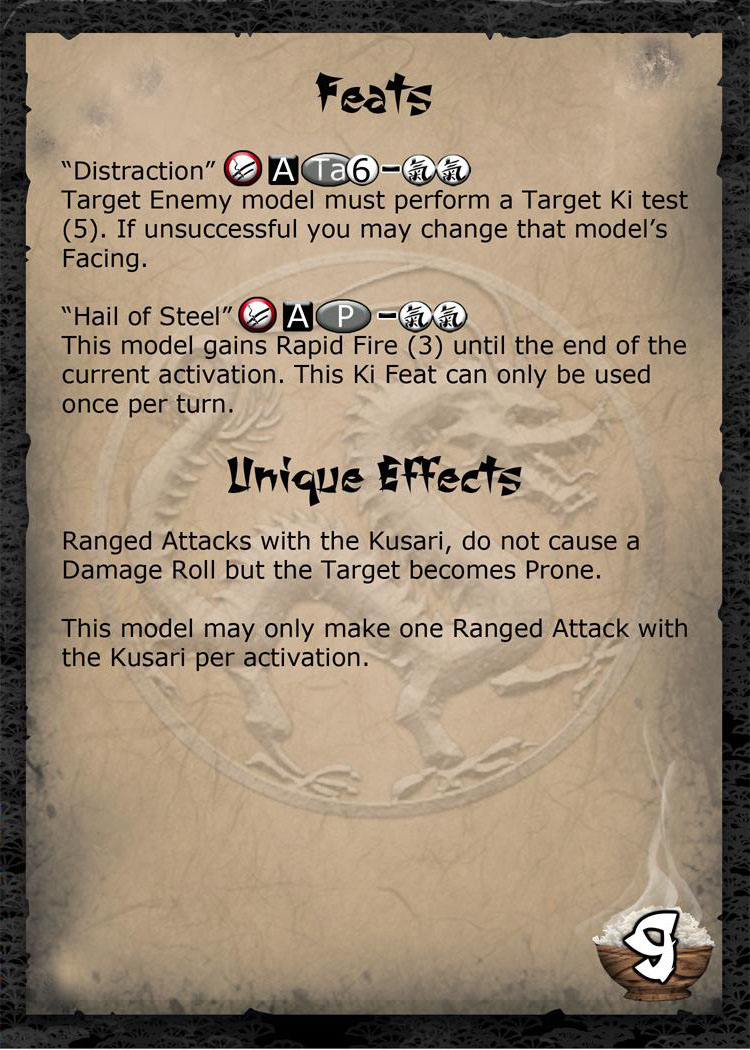 Feats
“Distraction” A Ta6-氣氣
Target Enemy model must perform a Target Ki test
(5). If unsuccessful you may change that model’s
Facing.
“Hail of Steel” A P -氣氣
This model gains Rapid Fire (3) until the end of the
current activation. This Ki Feat can only be used
once per turn.
Unique Effects
Ranged Attacks with the Kusari, do not cause a
Damage Roll but the Target becomes Prone.
This model may only make one Ranged Attack with
the Kusari per activation.
9